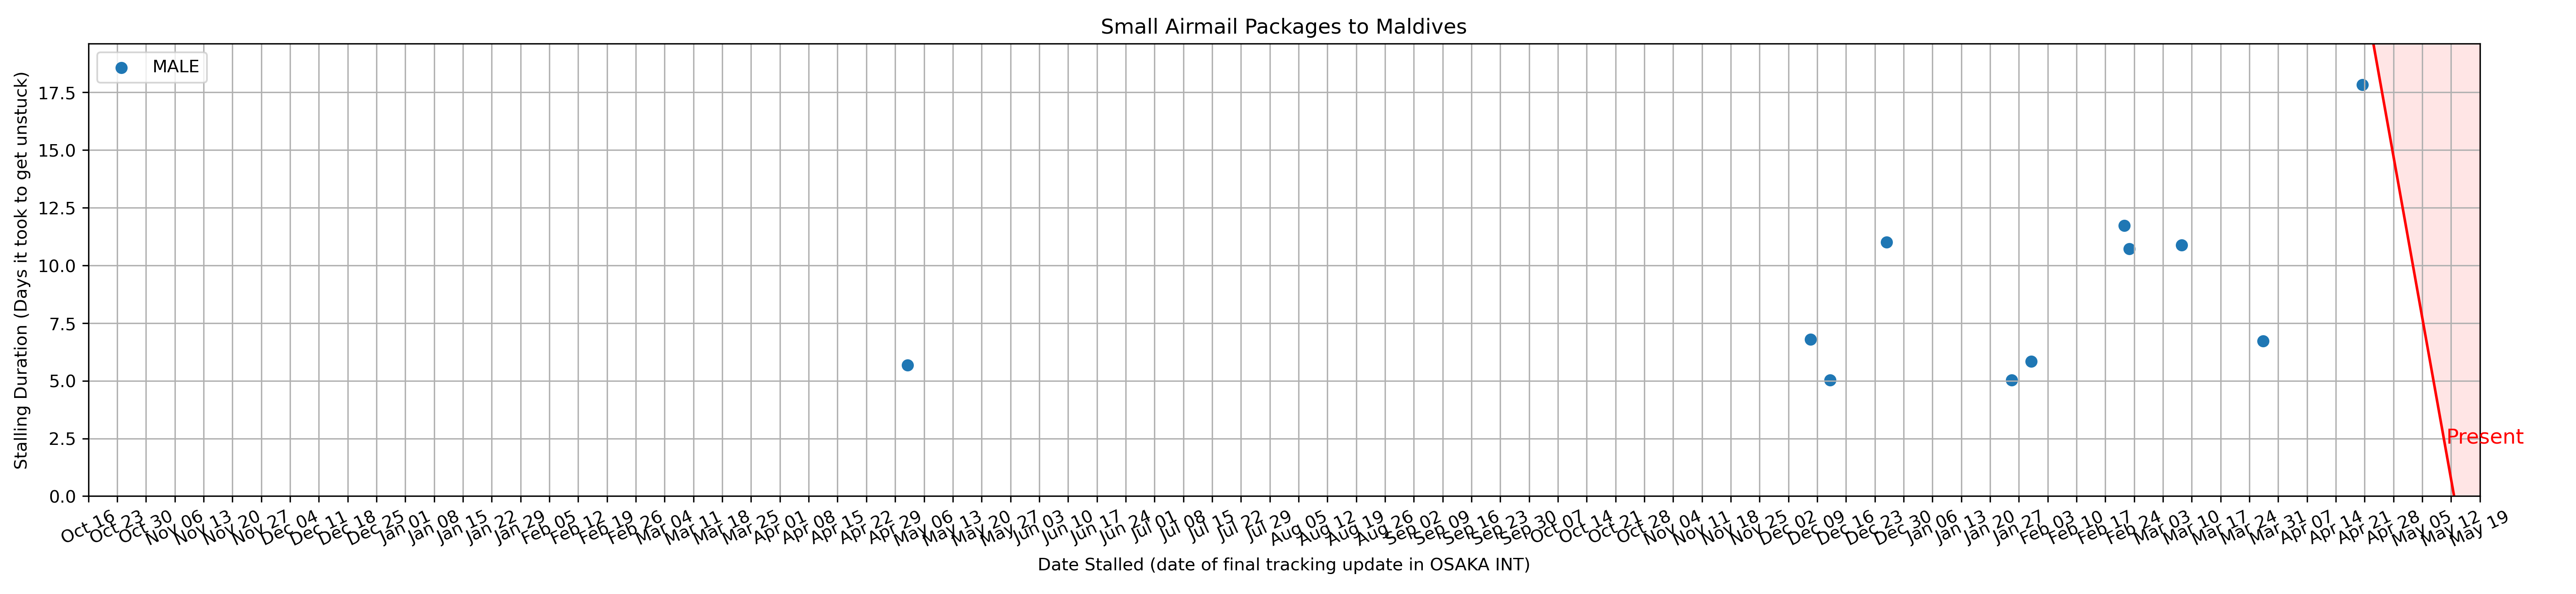 Small Airmail Packages to Maldives
MALE
Stalling Duration (Days it took to get unstuck)
17.5
15.0
12.5
10.0
7.5
5.0
2.5
0.0
Present
Oct 16 Oct 23 Oct 30 Nov 06 Nov 13 Nov 20 Nov 27 Dec 04 Dec 11 Dec 18 Dec 25 Jan 01 Jan 08 Jan 15 Jan 22 Jan 29 Feb 05 Feb 12 Feb 19 Feb 26 Mar 04 Mar 11 Mar 18 Mar 25 Apr 01 Apr 08 Apr 15 Apr 22 Apr 29 May 06 May 13 May 20 May 27 Jun 03 Jun 10 Jun 17 Jun 24 Jul 01 Jul 08 Jul 15 Jul 22 Jul 29 Aug 05 Aug 12 Aug 19 Aug 26 Sep 02 Sep 09 Sep 16 Sep 23 Sep 30 Oct 07 Oct 14 Oct 21 Oct 28 Nov 04 Nov 11 Nov 18 Nov 25 Dec 02 Dec 09 Dec 16 Dec 23 Dec 30 Jan 06 Jan 13 Jan 20 Jan 27 Feb 03 Feb 10 Feb 17 Feb 24 Mar 03 Mar 10 Mar 17 Mar 24 Mar 31 Apr 07 Apr 14 Apr 21 Apr 28 May 05 May 12 May 19
Date Stalled (date of final tracking update in OSAKA INT)